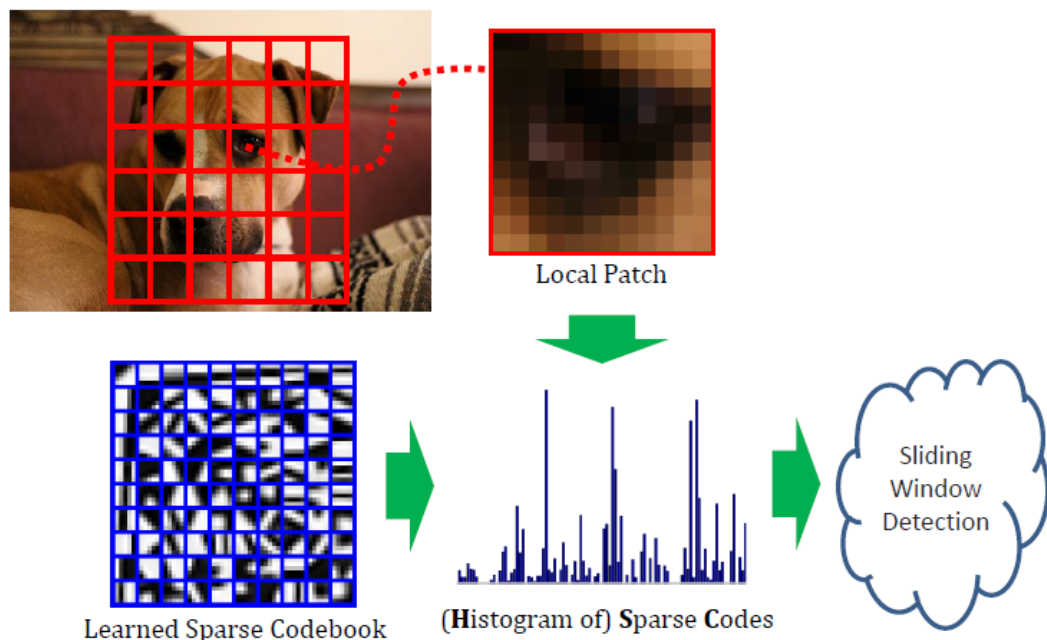 Local Patch
Sliding
Window
Detection
Learned Sparse Codebook
(Histogram of) Sparse Codes